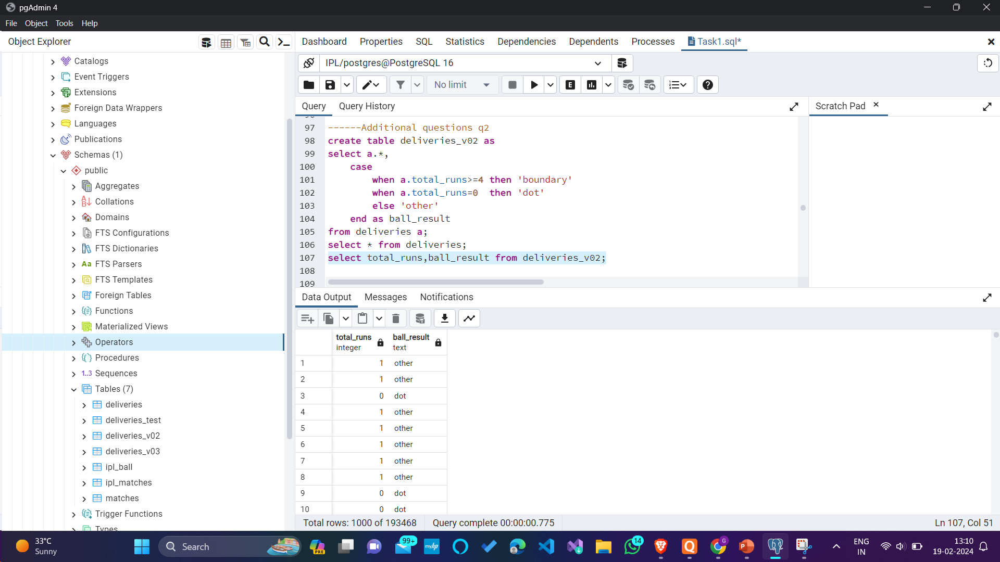 pgAdmin 4
File Object Tools Help
Object Explorer
Catalogs
Event Triggers
Extensions
Foreign Data Wrappers
Languages
Publications
Schemas (1)
public
Aggregates
Collations
Domains
FTS Configurations
FTS Dictionaries
Aa FTS Parsers
FTS Templates
Foreign Tables
Functions
Materialized Views
Operators
Procedures
1..3 Sequences
Tables (7)
deliveries
deliveries_test
deliveries_v02
deliveries_v03
ipl_ball
ipl_matches
matches
Trigger Functions
Types
Dashboard Properties SQL Statistics Dependencies Dependents Processes Task1.sql*
IPL/postgres@PostgreSQL 16
No limit
Query Query History
Scratch Pad
97 ------Additional questions q2
98 create table deliveries_v02 as
99 select a.*,
100 case
101 when a.total_runs>=4 then 'boundary'
102 when a.total_runs=0 then 'dot'
103 else 'other'
104 end as ball_result
105 from deliveries a;
106 select * from deliveries;
107 select total_runs,ball_result from deliveries_v02;
108
109
Data Output Messages Notifications
total_runs ball_result
integer text
1 1 other
2 1 other
3 0 dot
4 1 other
5 1 other
6 1 other
7 1 other
8 1 other
9 0 dot
10 0 dot
Total rows: 1000 of 193468 Query complete 00:00:00.775 Ln 107, Col 51
33°C
Sunny
Search
PRE
99+
myhp
14
G
ENG
IN
13:10
19-02-2024